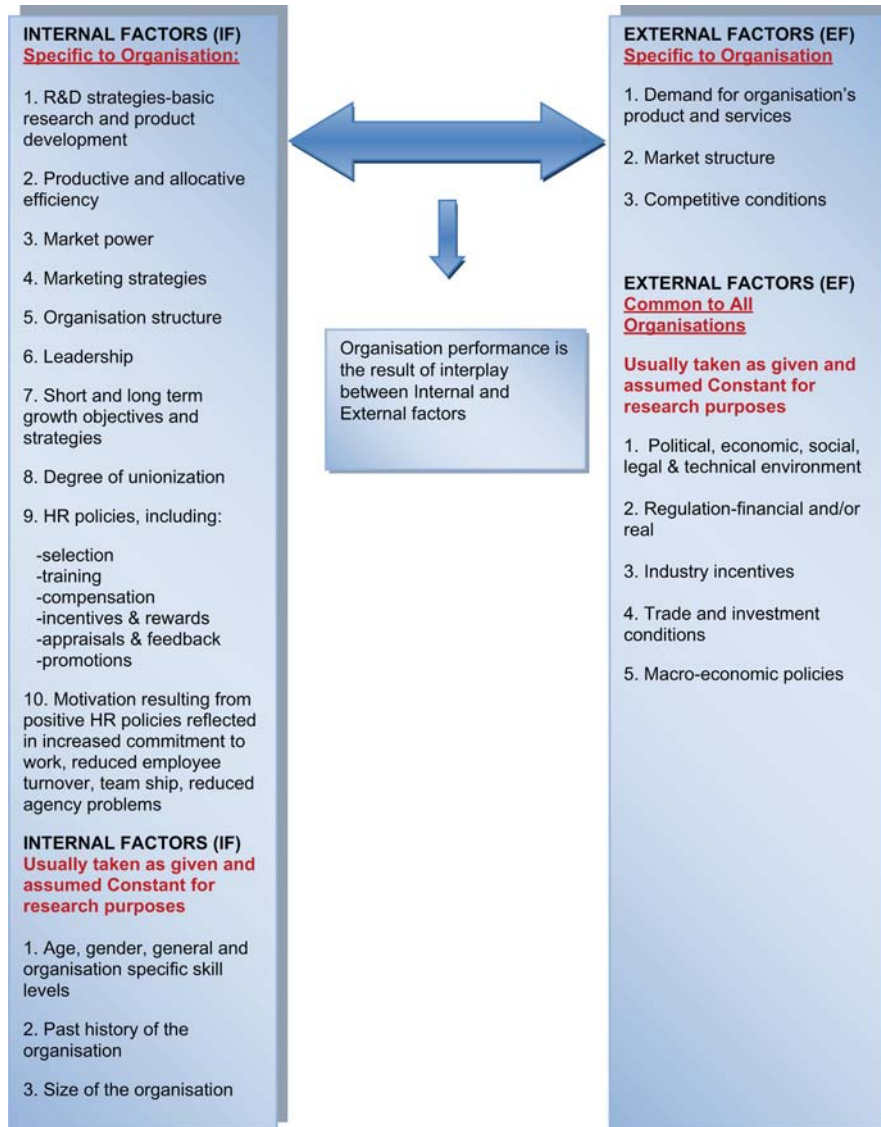 INTERNAL FACTORS (IF)
Specific to Organisation:
1. R&D strategies-basic
research and product
development
2. Productive and allocative
efficiency
3. Market power
4. Marketing strategies
5. Organisation structure
6. Leadership
7. Short and long term
growth objectives and
strategies
8. Degree of unionization
9. HR policies, including:
-selection
-training
-compensation
-incentives & rewards
-appraisals & feedback
-promotions
10. Motivation resulting from
positive HR policies reflected
in increased commitment to
work, reduced employee
turnover, team ship, reduced
agency problems
INTERNAL FACTORS (IF)
Usually taken as given and
assumed Constant for
research purposes
1. Age, gender, general and
organisation specific skill
levels
2. Past history of the
organisation
3. Size of the organisation
Organisation performance is
the result of interplay
between Internal and
External factors
EXTERNAL FACTORS (EF)
Specific to Organisation
1. Demand for organisation's
product and services
2. Market structure
3. Competitive conditions
EXTERNAL FACTORS (EF)
Common to All
Organisations
Usually taken as given and
assumed Constant for
research purposes
1. Political, economic, social,
legal & technical environment
2. Regulation-financial and/or
real
3. Industry incentives
4. Trade and investment
conditions
5. Macro-economic policies